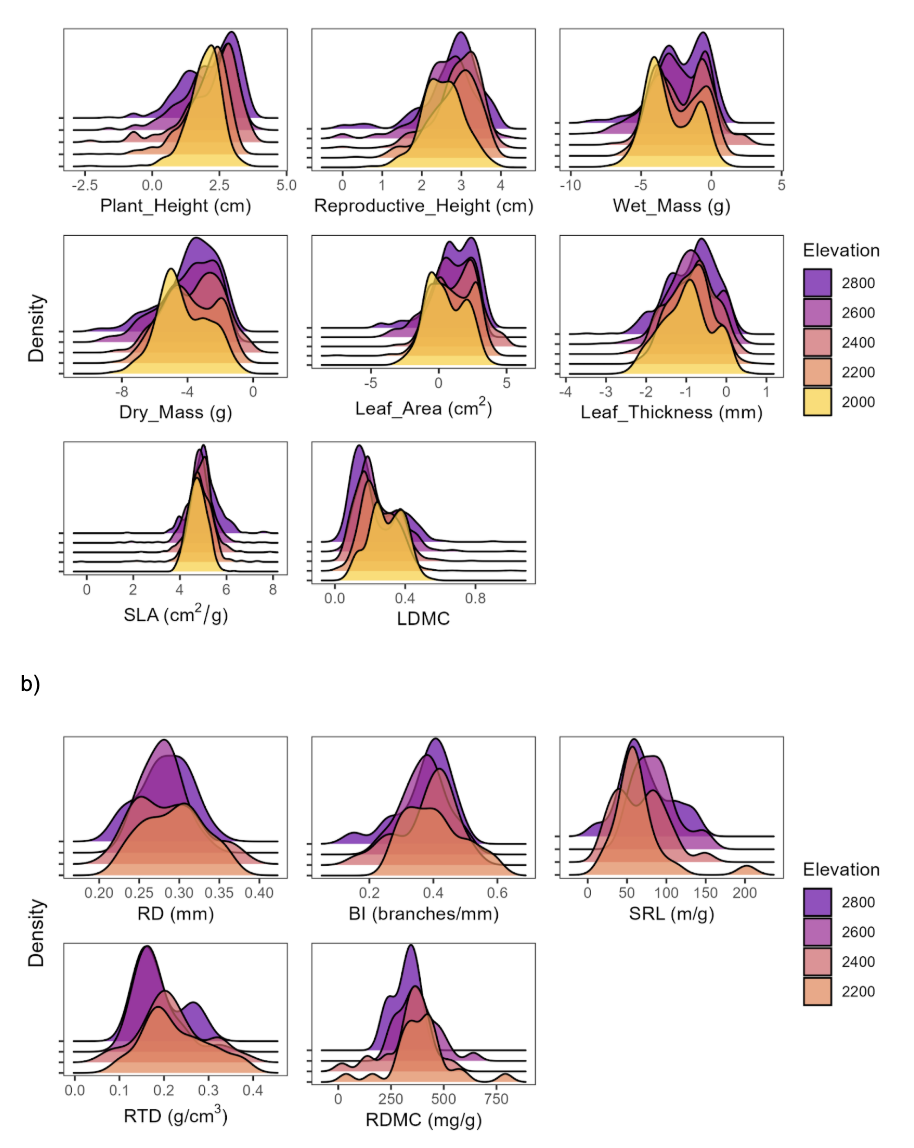 -2.5 0.0 2.5 5.0
Plant_Height (cm)
0 1 2 3 4
Reproductive_Height (cm)
-10 -5 0 5
Wet_Mass (g)
Density
-8 -4 0
Dry_Mass (g)
-5 0 5
Leaf_Area (cm²)
-4 -3 -2 -1 0 1
Leaf_Thickness (mm)
Elevation
2800
2600
2400
2200
2000
0 2 4 6 8
SLA (cm²/g)
0.0 0.4 0.8
LDMC
b)
0.20 0.25 0.30 0.35 0.40
RD (mm)
0.2 0.4 0.6
BI (branches/mm)
0 50 100 150 200
SRL (m/g)
Density
Elevation
2800
2600
2400
2200
0.0 0.1 0.2 0.3 0.4
RTD (g/cm³)
0 250 500 750
RDMC (mg/g)